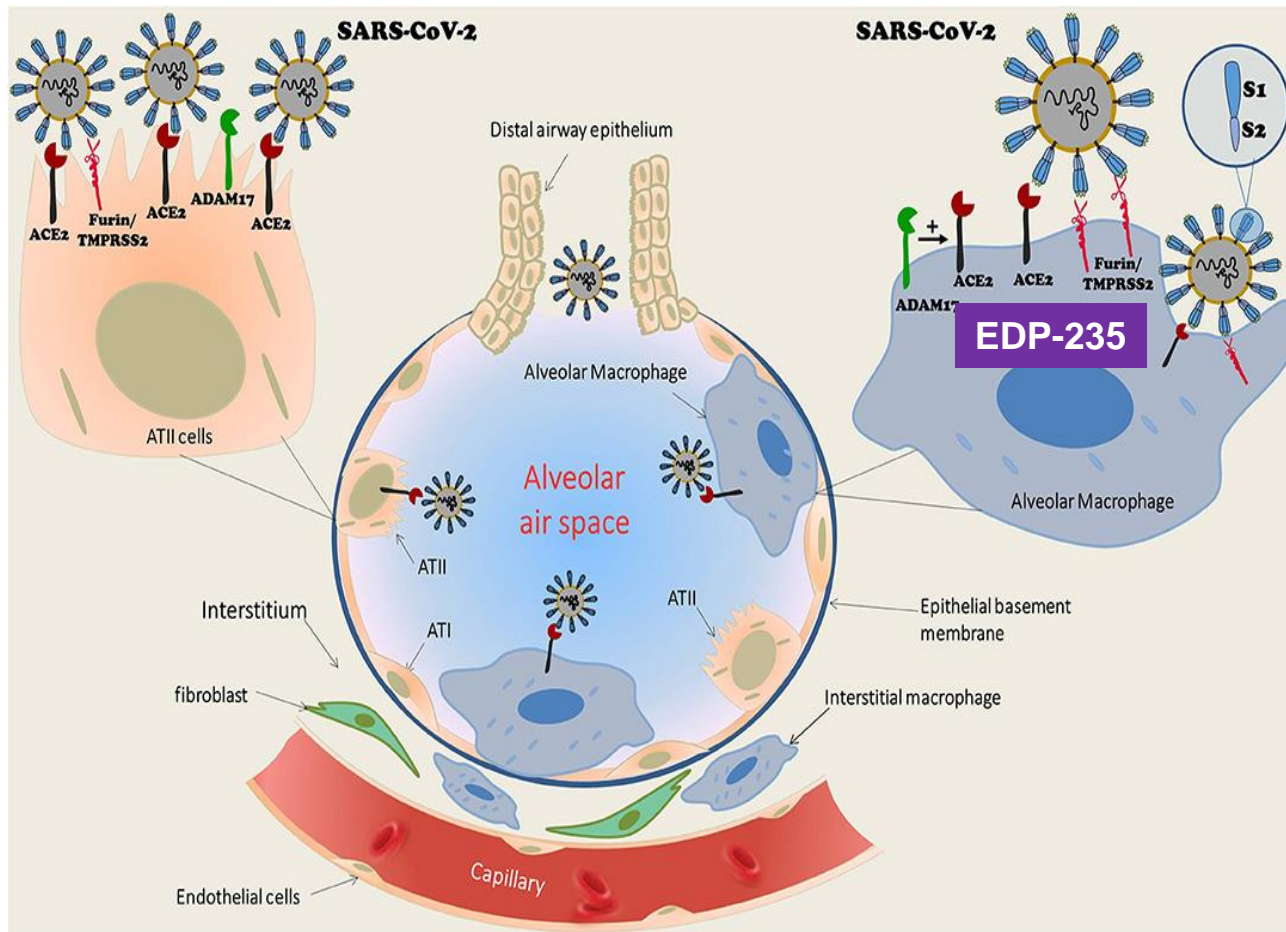 SARS-CoV-2
SARS-CoV-2
S1
S2
Distal airway epithelium
ADAM17
ACE2
Furin/
TMPRSS2
ACE2
ACE2
+
ADAM17
ACE2
ACE2
Furin/
TMPRSS2
EDP-235
Alveolar Macrophage
ATII cells
Alveolar
air space
Alveolar Macrophage
ATII
ATII
Interstitium
ATI
Epithelial basement
membrane
fibroblast
Interstitial macrophage
Capillary
Endothelial cells